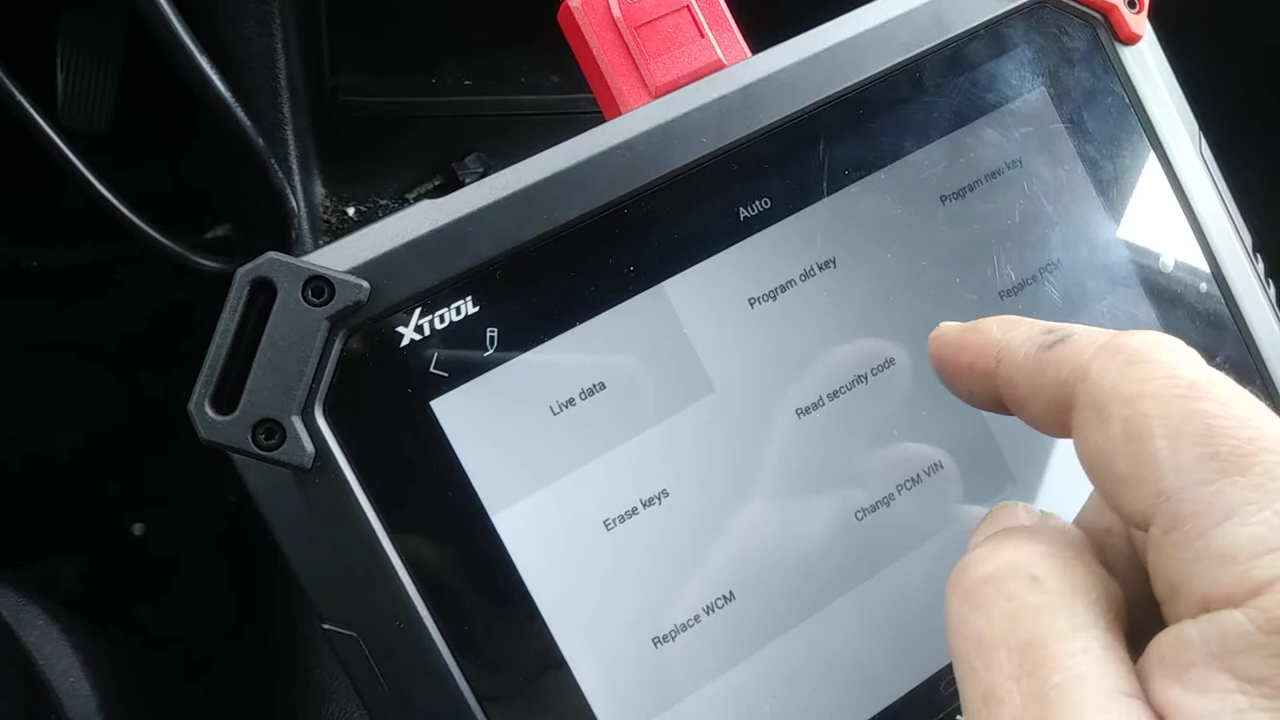 XTOOL
Auto
Live data
Program old key
Program new key
Erase keys
Read security code
Repalce PCM
Replace WCM
Change PCM VIN